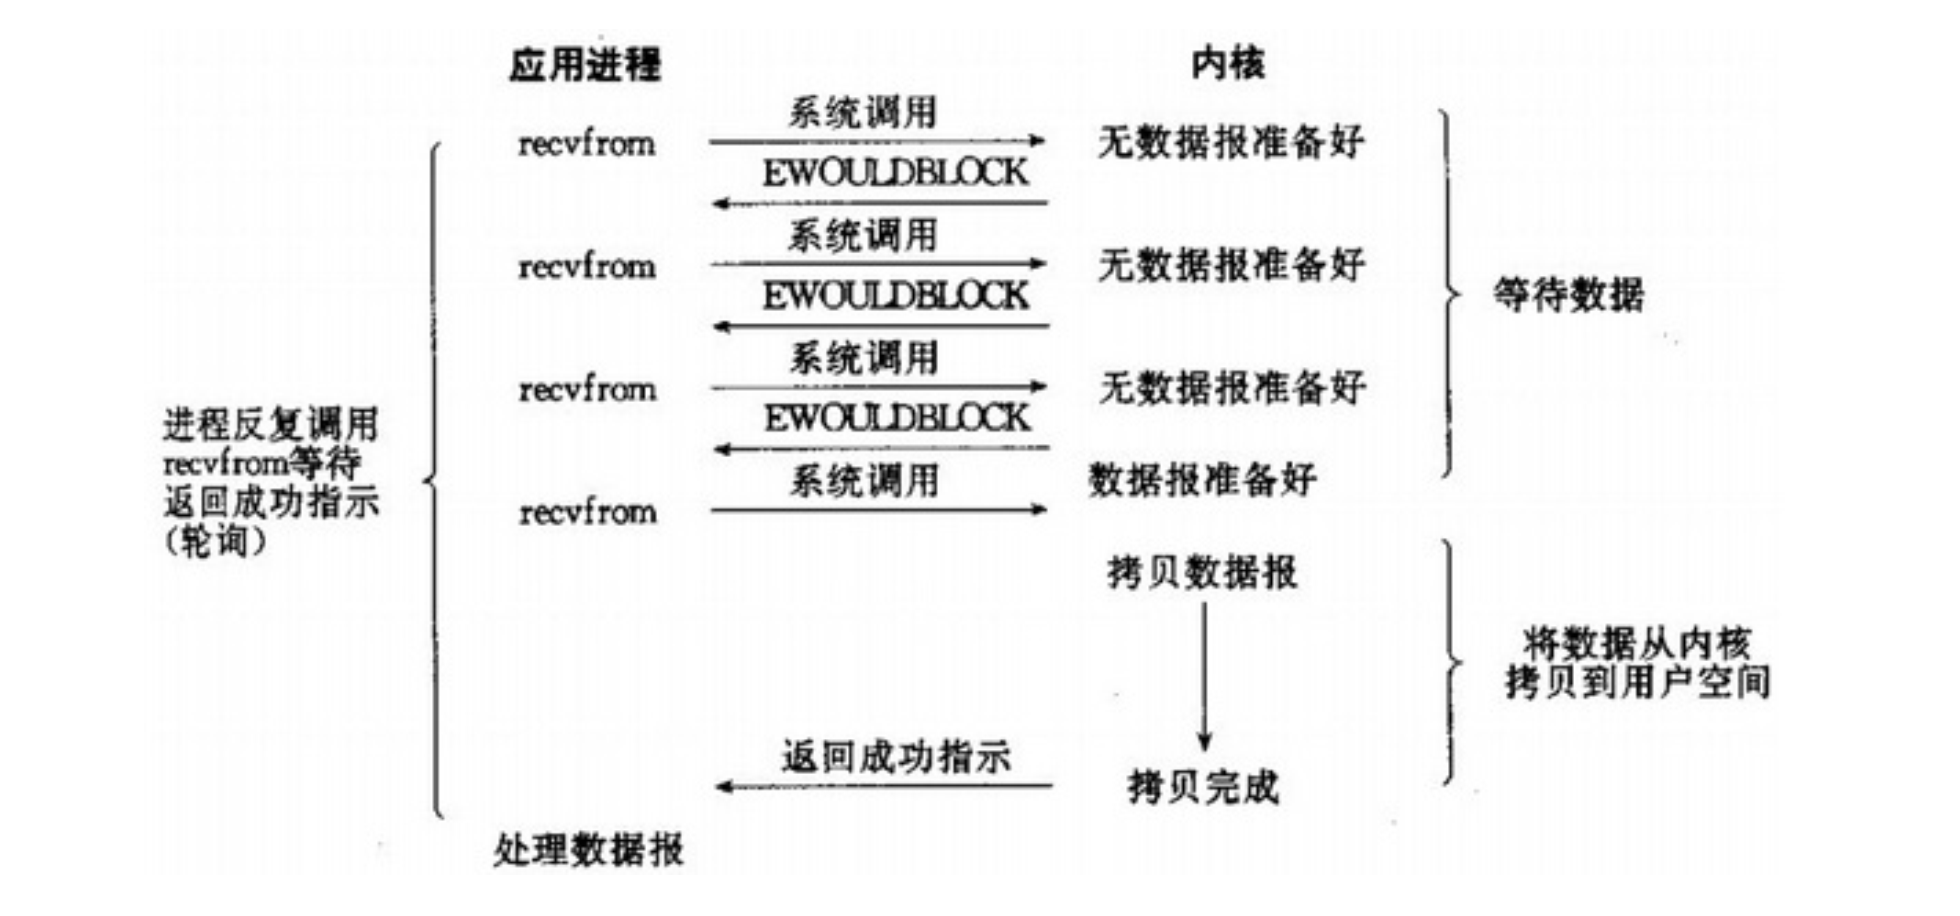 应用进程
内核
系统调用
recvfrom
无数据报准备好
EWOULDBLOCK
系统调用
recvfrom
无数据报准备好
EWOULDBLOCK
等待数据
系统调用
recvfrom
无数据报准备好
EWOULDBLOCK
进程反复调用
recvfrom等待
返回成功指示
(轮询)
系统调用
recvfrom
数据报准备好
拷贝数据报
将数据从内核
拷贝到用户空间
返回成功指示
拷贝完成
处理数据报